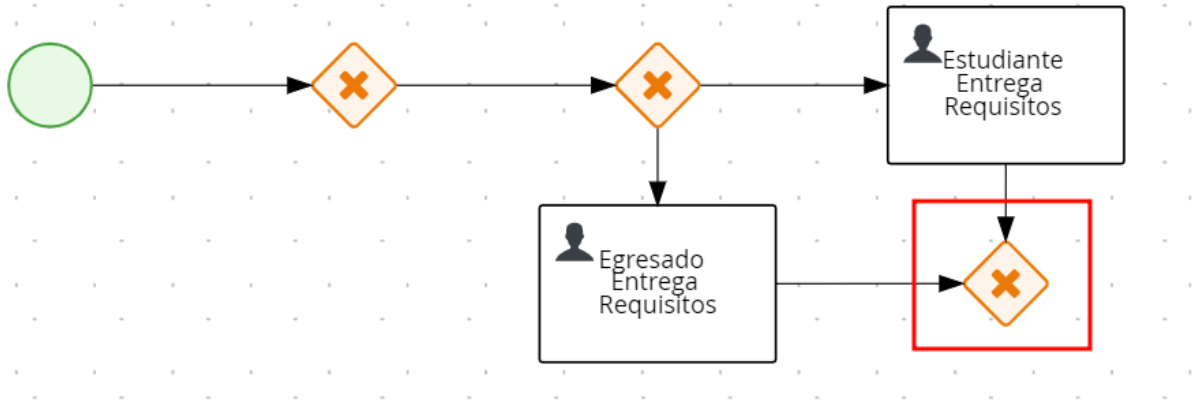 Estudiante
Entrega
Requisitos
Egresado
Entrega
Requisitos